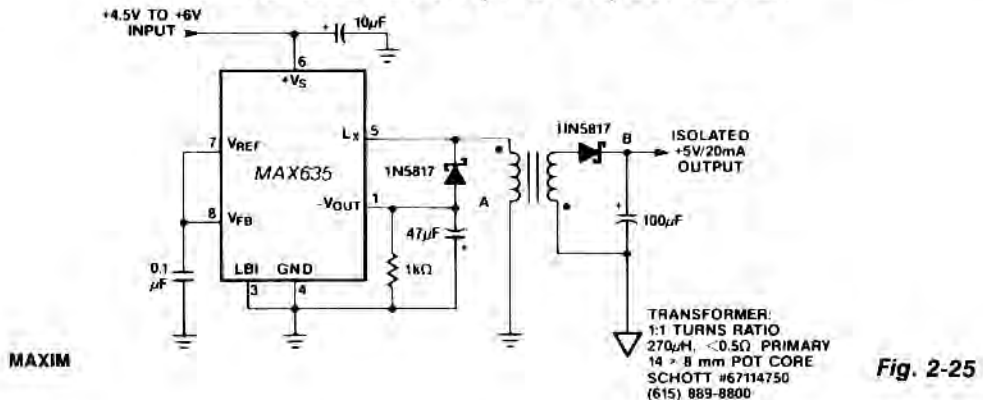 +4.5V TO +6V
INPUT
10µF
6
+VS
7
VREF
LX
5
MAX635
1N5817
-VOUT
1
A
8
VFB
47µF
1kΩ
0.1
µF
LBI
GND
3
4
1IN5817
B
ISOLATED
+5V/20mA
OUTPUT
100µF
TRANSFORMER:
1:1 TURNS RATIO
270µH, <0.5Ω PRIMARY
14 > 8 mm POT CORE
SCHOTT #67114750
(615) 889-8800
MAXIM
Fig. 2-25